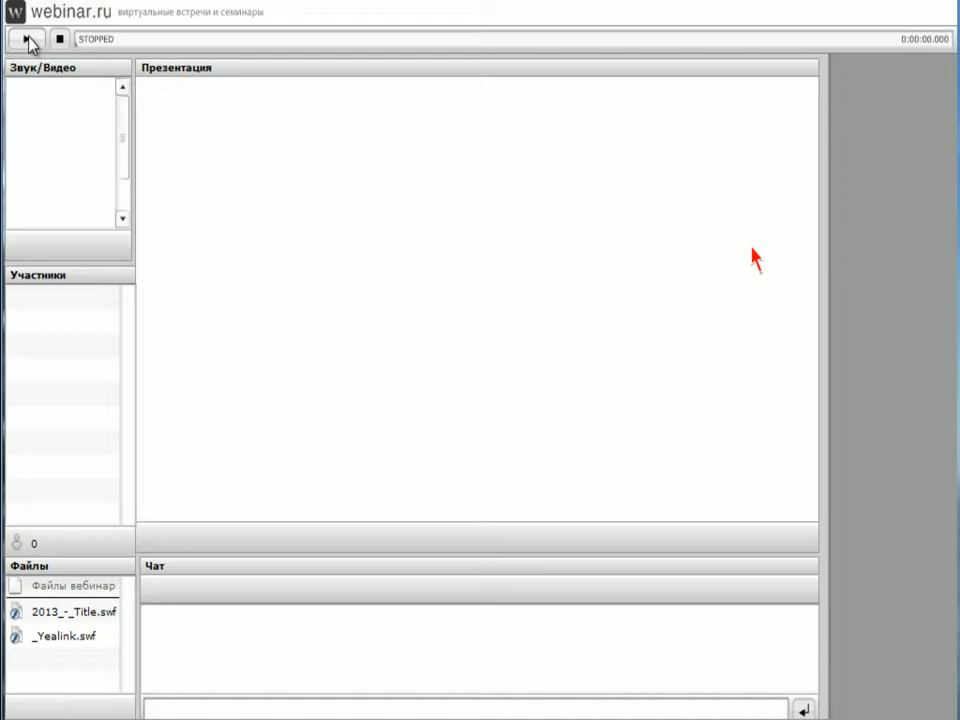 W webinar.ru виртуальные встречи и семинары
STOPPED 0:00:00.000
Звук/Видео
Презентация
Участники
0
Файлы
Файлы вебинар
2013_-_Title.swf
_Yealink.swf
Чат